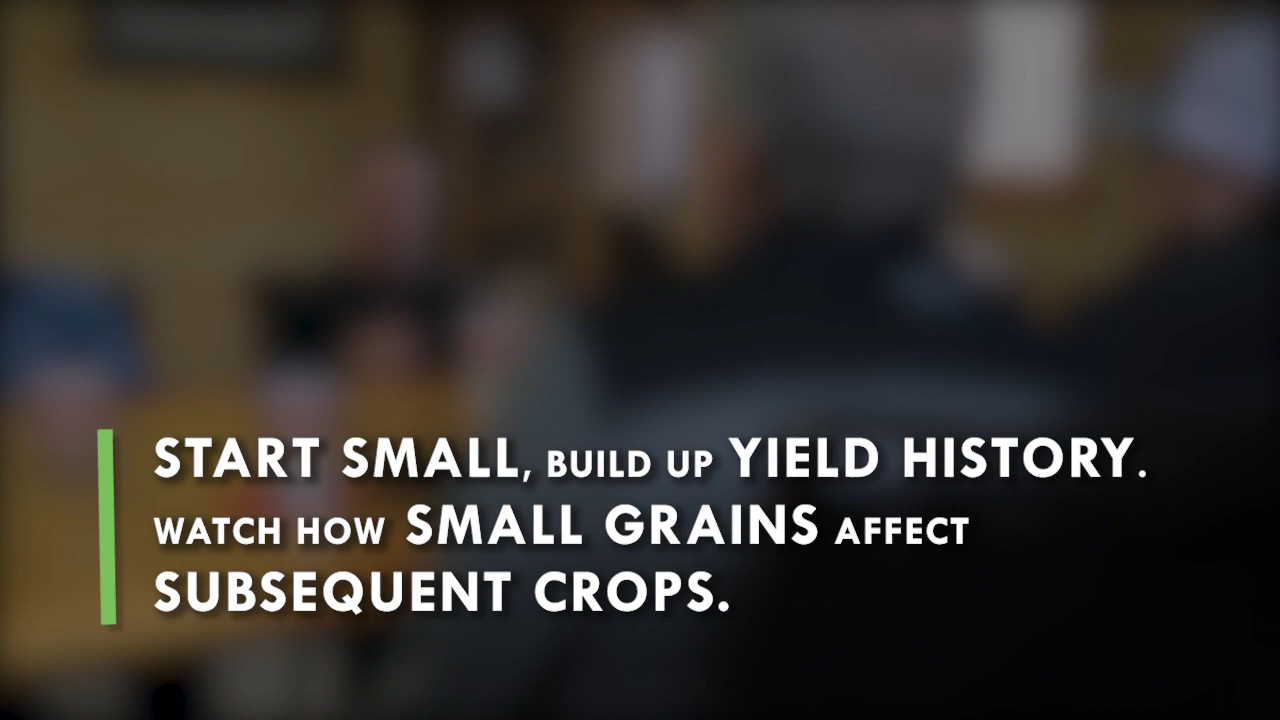 START SMALL, BUILD UP YIELD HISTORY.
WATCH HOW SMALL GRAINS AFFECT
SUBSEQUENT CROPS.